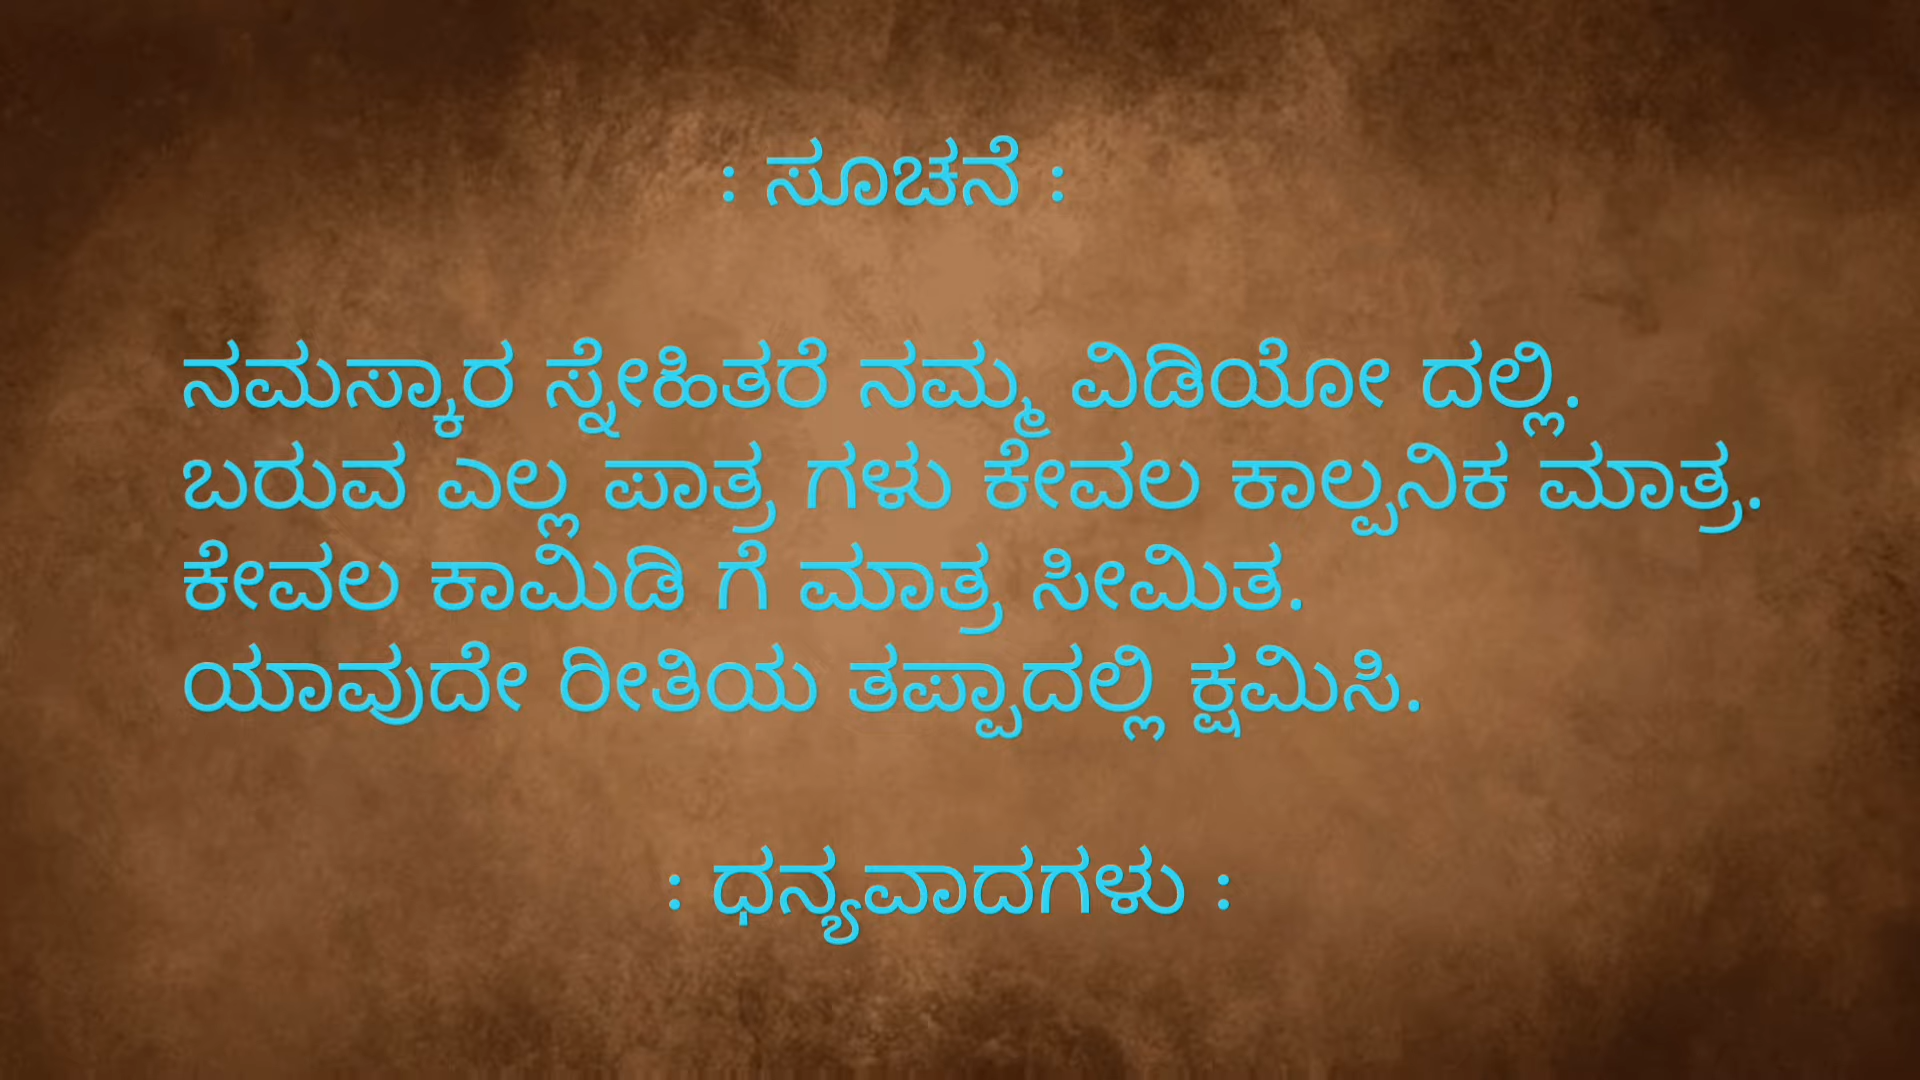 : ಸೂಚನೆ :
ನಮಸ್ಕಾರ ಸ್ನೇಹಿತರೆ ನಮ್ಮ ವಿಡಿಯೋ ದಲ್ಲಿ.
ಬರುವ ಎಲ್ಲ ಪಾತ್ರ ಗಳು ಕೇವಲ ಕಾಲ್ಪನಿಕ ಮಾತ್ರ.
ಕೇವಲ ಕಾಮಿಡಿ ಗೆ ಮಾತ್ರ ಸೀಮಿತ.
ಯಾವುದೇ ರೀತಿಯ ತಪ್ಪಾದಲ್ಲಿ ಕ್ಷಮಿಸಿ.
: ಧನ್ಯವಾದಗಳು :